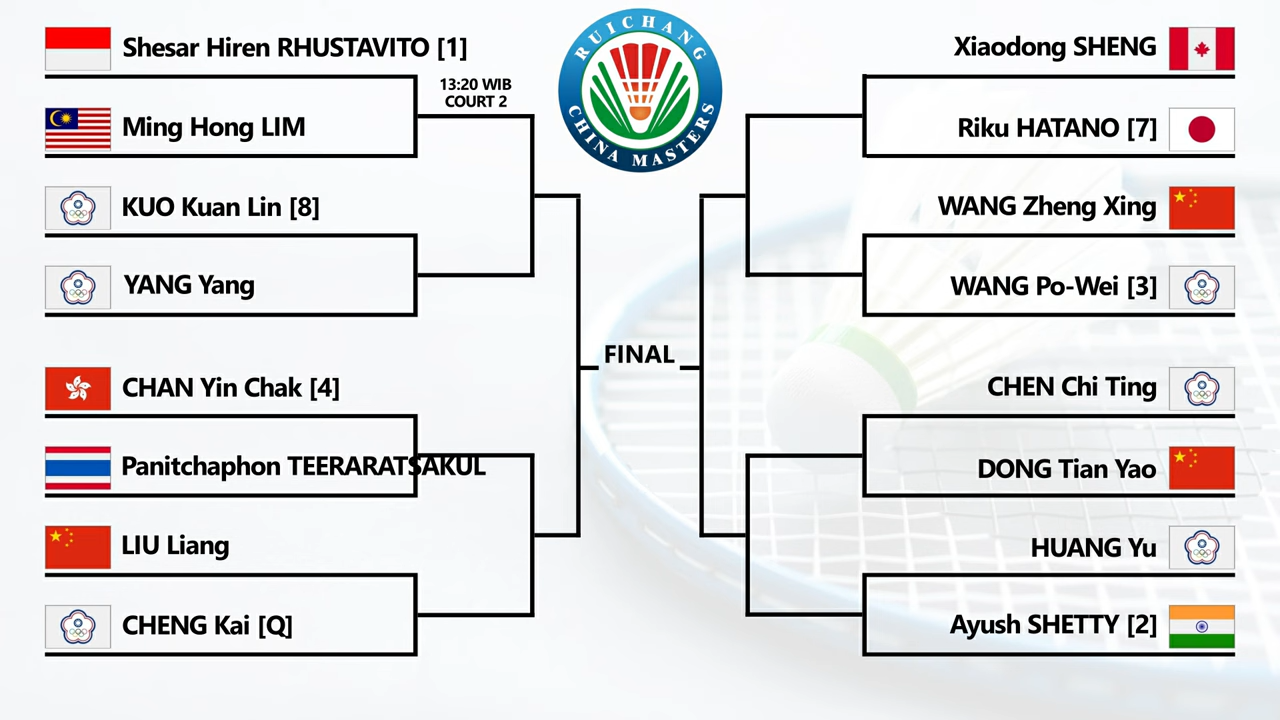 Shesar Hiren RHUSTAVITO [1]
13:20 WIB
COURT 2
Ming Hong LIM
KUO Kuan Lin [8]
YANG Yang
CHAN Yin Chak [4]
Panitchaphon TEERARATSAKUL
LIU Liang
CHENG Kai [Q]
RUICHANG
CHINA MASTERS
FINAL
Xiaodong SHENG
Riku HATANO [7]
WANG Zheng Xing
WANG Po-Wei [3]
CHEN Chi Ting
DONG Tian Yao
HUANG Yu
Ayush SHETTY [2]